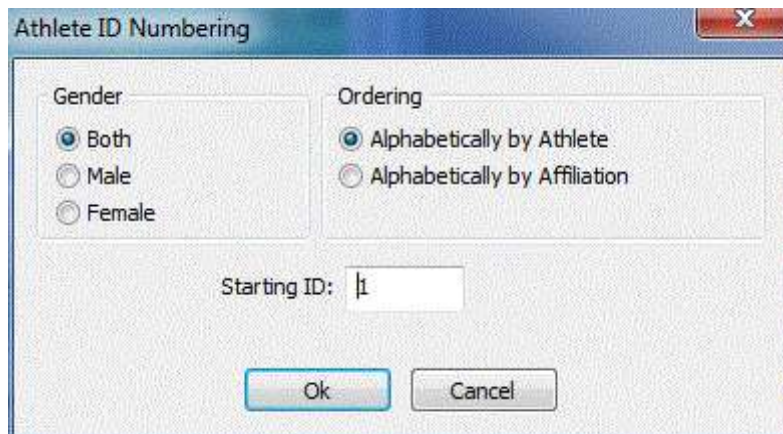 Athlete ID Numbering
X
Gender
Both
Male
Female
Ordering
Alphabetically by Athlete
Alphabetically by Affiliation
Starting ID: 1
Ok
Cancel